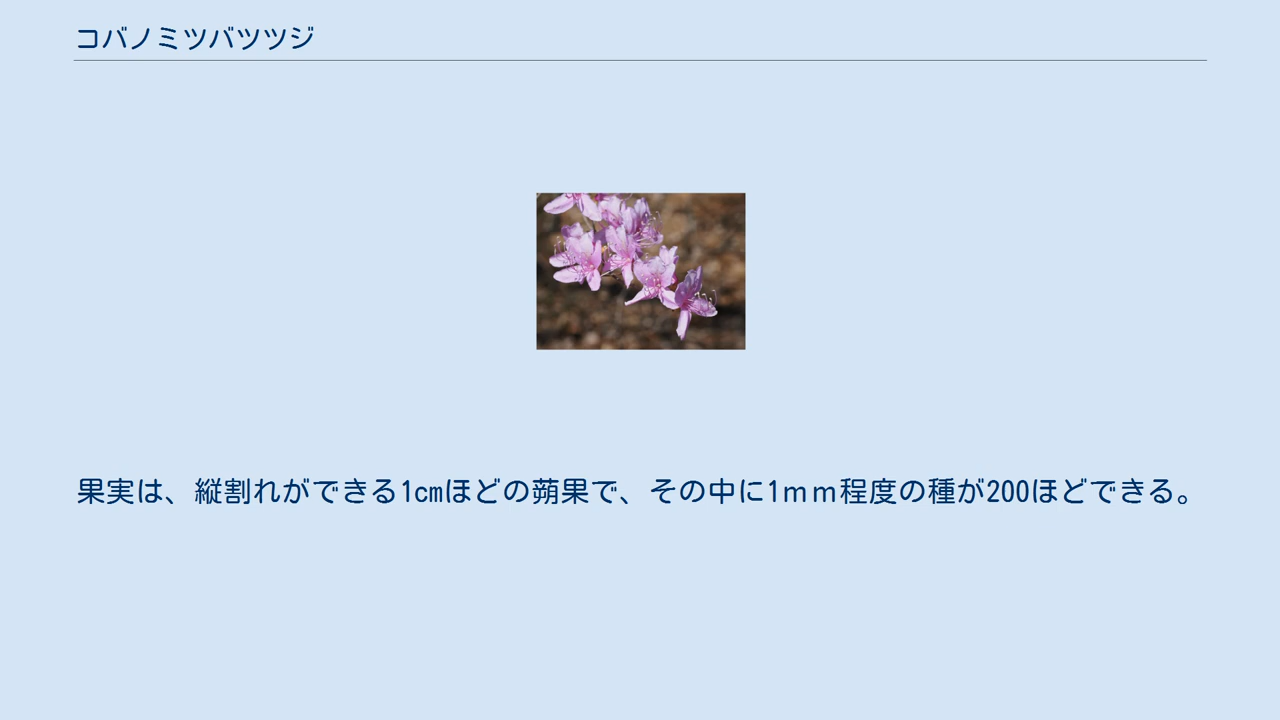 コバノミツバツツジ
果実は、縦割れができる1cmほどの蒴果で、その中に1ｍｍ程度の種が200ほどできる。